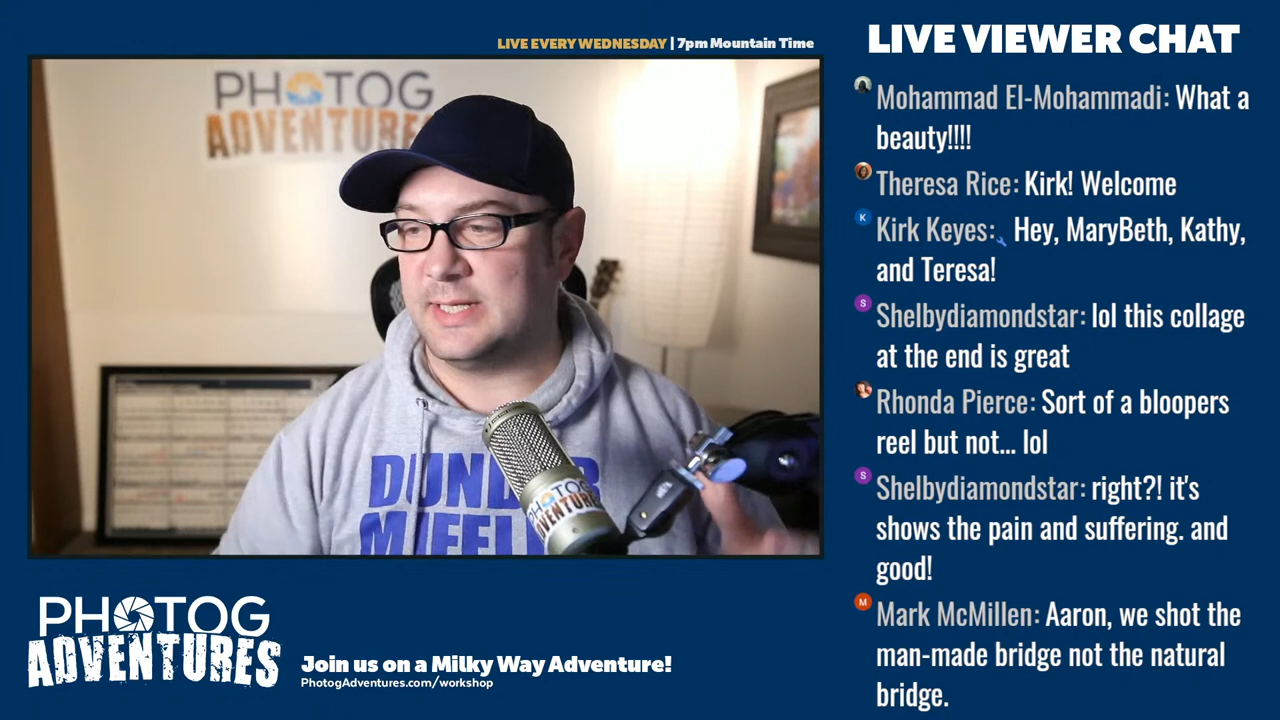 LIVE EVERY WEDNESDAY | 7pm Mountain Time
PHOTOG
ADVENTURES
DUNDER
MIFFLI
PHOTOG
ADVENTURES
PHOTOG
ADVENTURES
Join us on a Milky Way Adventure!
PhotogAdventures.com/workshop
LIVE VIEWER CHAT
Mohammad El-Mohammadi: What a
beauty!!!!
Theresa Rice: Kirk! Welcome
K
Kirk Keyes: Hey, MaryBeth, Kathy,
and Teresa!
S
Shelbydiamondstar: lol this collage
at the end is great
Rhonda Pierce: Sort of a bloopers
reel but not... lol
S
Shelbydiamondstar: right?! it's
shows the pain and suffering. and
good!
M
Mark McMillen: Aaron, we shot the
man-made bridge not the natural
bridge.